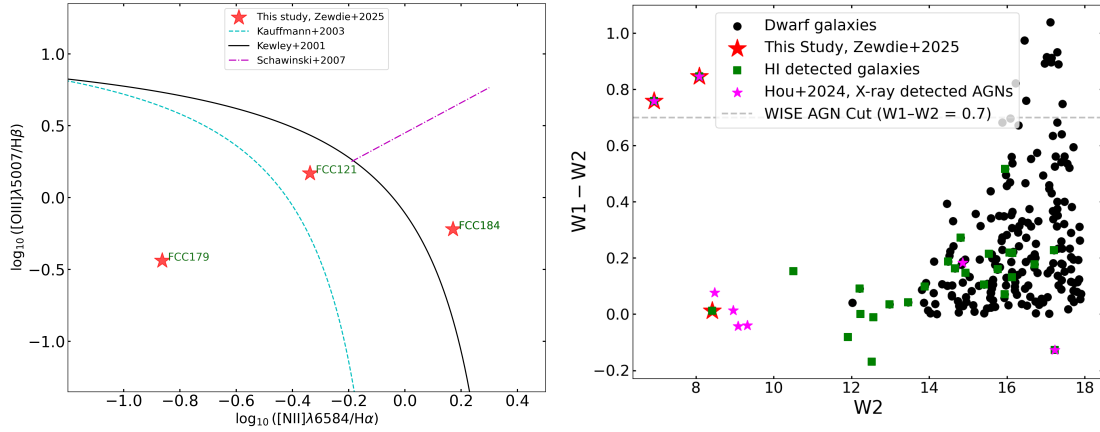 This study, Zewdie+2025
Kauffmann+2003
Kewley+2001
Schawinski+2007
1.0
0.5
0.0
−0.5
−1.0
log₁₀ ([OIII]λ5007/Hβ)
FCC121
FCC184
FCC179
−1.0 −0.8 −0.6 −0.4 −0.2 0.0 0.2 0.4
log₁₀ ([NII]λ6584/Hα)
Dwarf galaxies
This Study, Zewdie+2025
HI detected galaxies
Hou+2024, X-ray detected AGNs
WISE AGN Cut (W1–W2 = 0.7)
1.0
0.8
0.6
0.4
0.2
0.0
−0.2
W1 − W2
8 10 12 14 16 18
W2